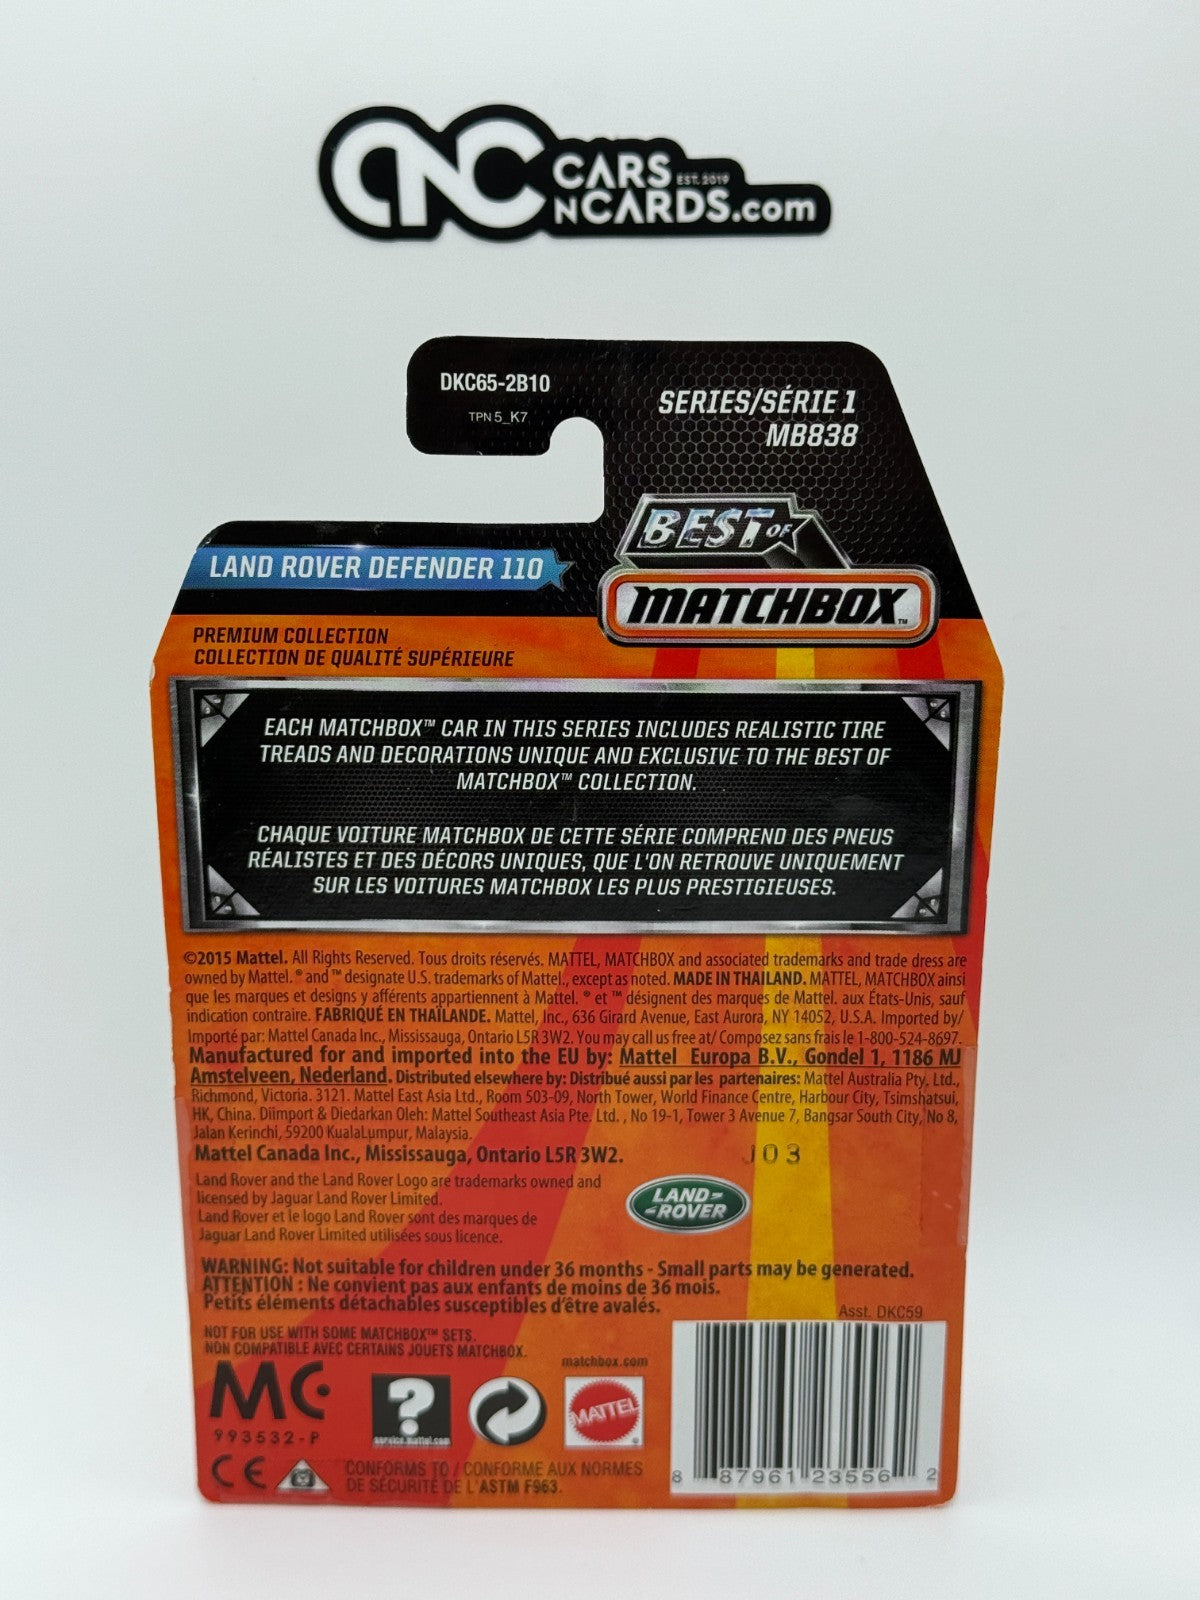 CNC CARS EST. 2019
N CARDS.com
DKC65-2B10
TPN 5_K7
SERIES/SÉRIE 1
MB838
BEST OF
MATCHBOX™
LAND ROVER DEFENDER 110
PREMIUM COLLECTION
COLLECTION DE QUALITÉ SUPÉRIEURE
EACH MATCHBOX™ CAR IN THIS SERIES INCLUDES REALISTIC TIRE
TREADS AND DECORATIONS UNIQUE AND EXCLUSIVE TO THE BEST OF
MATCHBOX™ COLLECTION.
CHAQUE VOITURE MATCHBOX DE CETTE SÉRIE COMPREND DES PNEUS
RÉALISTES ET DES DÉCORS UNIQUES, QUE L'ON RETROUVE UNIQUEMENT
SUR LES VOITURES MATCHBOX LES PLUS PRESTIGIEUSES.
©2015 Mattel. All Rights Reserved. Tous droits réservés. MATTEL, MATCHBOX and associated trademarks and trade dress are
owned by Mattel. ® and ™ designate U.S. trademarks of Mattel., except as noted. MADE IN THAILAND. MATTEL, MATCHBOX ainsi
que les marques et designs y afférents appartiennent à Mattel. ® et ™ désignent des marques de Mattel. aux États-Unis, sauf
indication contraire. FABRIQUÉ EN THAÏLANDE. Mattel, Inc., 636 Girard Avenue, East Aurora, NY 14052, U.S.A. Imported by/
Importé par: Mattel Canada Inc., Mississauga, Ontario L5R 3W2. You may call us free at/ Composez sans frais le 1-800-524-8697.
Manufactured for and imported into the EU by: Mattel Europa B.V., Gondel 1, 1186 MJ
Amstelveen, Nederland. Distributed elsewhere by: Distribué aussi par les partenaires: Mattel Australia Pty. Ltd.,
Richmond, Victoria. 3121. Mattel East Asia Ltd., Room 503-09, North Tower, World Finance Centre, Harbour City, Tsimshatsui,
HK, China. Diimport & Diedarkan Oleh: Mattel Southeast Asia Pte. Ltd. , No 19-1, Tower 3 Avenue 7, Bangsar South City, No 8,
Jalan Kerinchi, 59200 KualaLumpur, Malaysia.
Mattel Canada Inc., Mississauga, Ontario L5R 3W2.
J03
Land Rover and the Land Rover Logo are trademarks owned and
licensed by Jaguar Land Rover Limited.
Land Rover et le logo Land Rover sont des marques de
Jaguar Land Rover Limited utilisées sous licence.
LAND-
-ROVER
WARNING: Not suitable for children under 36 months - Small parts may be generated.
ATTENTION : Ne convient pas aux enfants de moins de 36 mois.
Petits éléments détachables susceptibles d'être avalés.
Asst. DKC59
NOT FOR USE WITH SOME MATCHBOX™ SETS.
NON COMPATIBLE AVEC CERTAINS JOUETS MATCHBOX.
matchbox.com
MC
993532-P
?
service.mattel.com
MATTEL
®
CE
CONFORMS TO / CONFORME AUX NORMES
DE SÉCURITÉ DE L'ASTM F963.
8 87961 23556 2